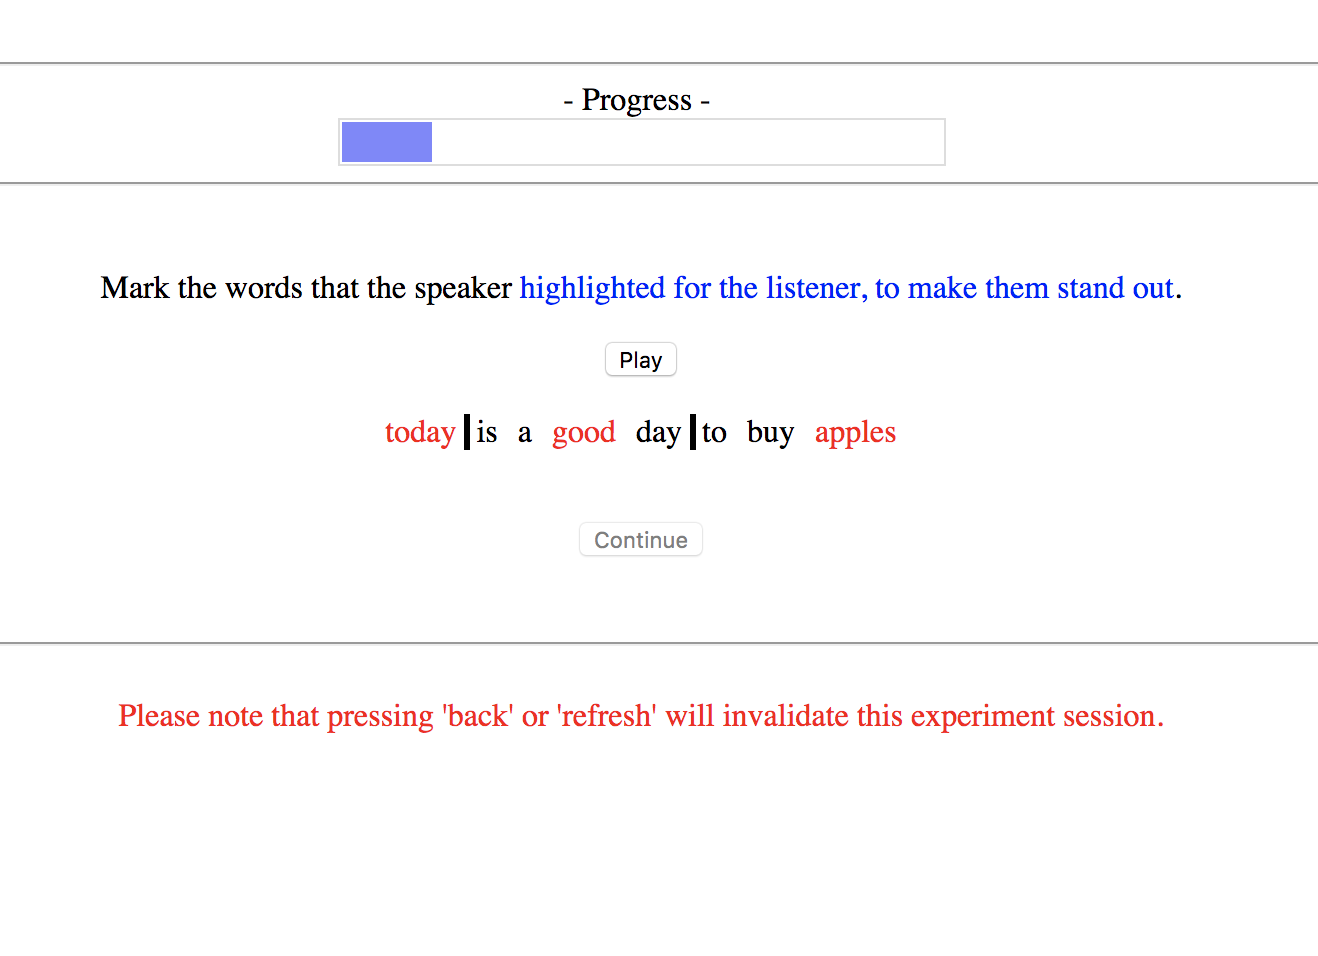 - Progress -
Mark the words that the speaker highlighted for the listener, to make them stand out.
Play
today is a good day to buy apples
Continue
Please note that pressing 'back' or 'refresh' will invalidate this experiment session.